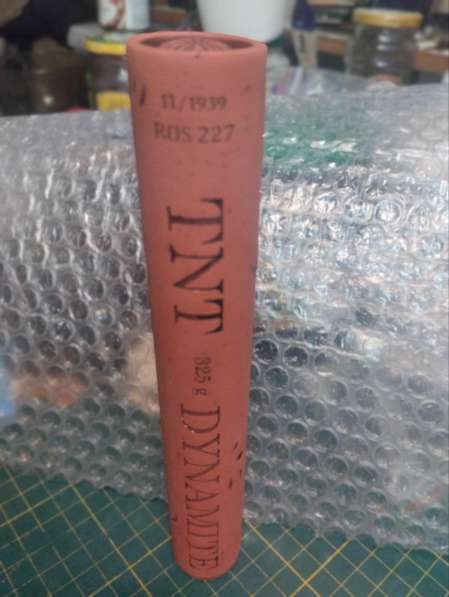 11/1939
ROS 227
TNT
325 g
DYNAMITE